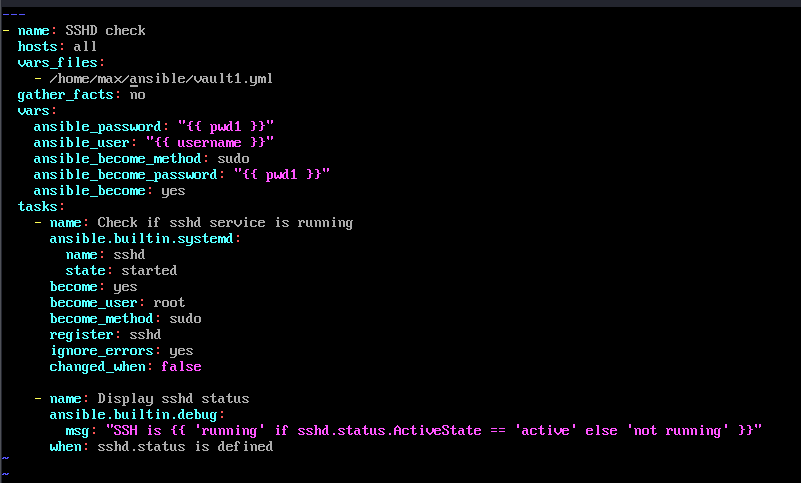 ---
- name: SSHD check
  hosts: all
  vars_files:
    - /home/max/ansible/vault1.yml
  gather_facts: no
  vars:
    ansible_password: "{{ pwd1 }}"
    ansible_user: "{{ username }}"
    ansible_become_method: sudo
    ansible_become_password: "{{ pwd1 }}"
    ansible_become: yes
  tasks:
    - name: Check if sshd service is running
      ansible.builtin.systemd:
        name: sshd
        state: started
      become: yes
      become_user: root
      become_method: sudo
      register: sshd
      ignore_errors: yes
      changed_when: false

    - name: Display sshd status
      ansible.builtin.debug:
        msg: "SSH is {{ 'running' if sshd.status.ActiveState == 'active' else 'not running' }}"
      when: sshd.status is defined
~
~